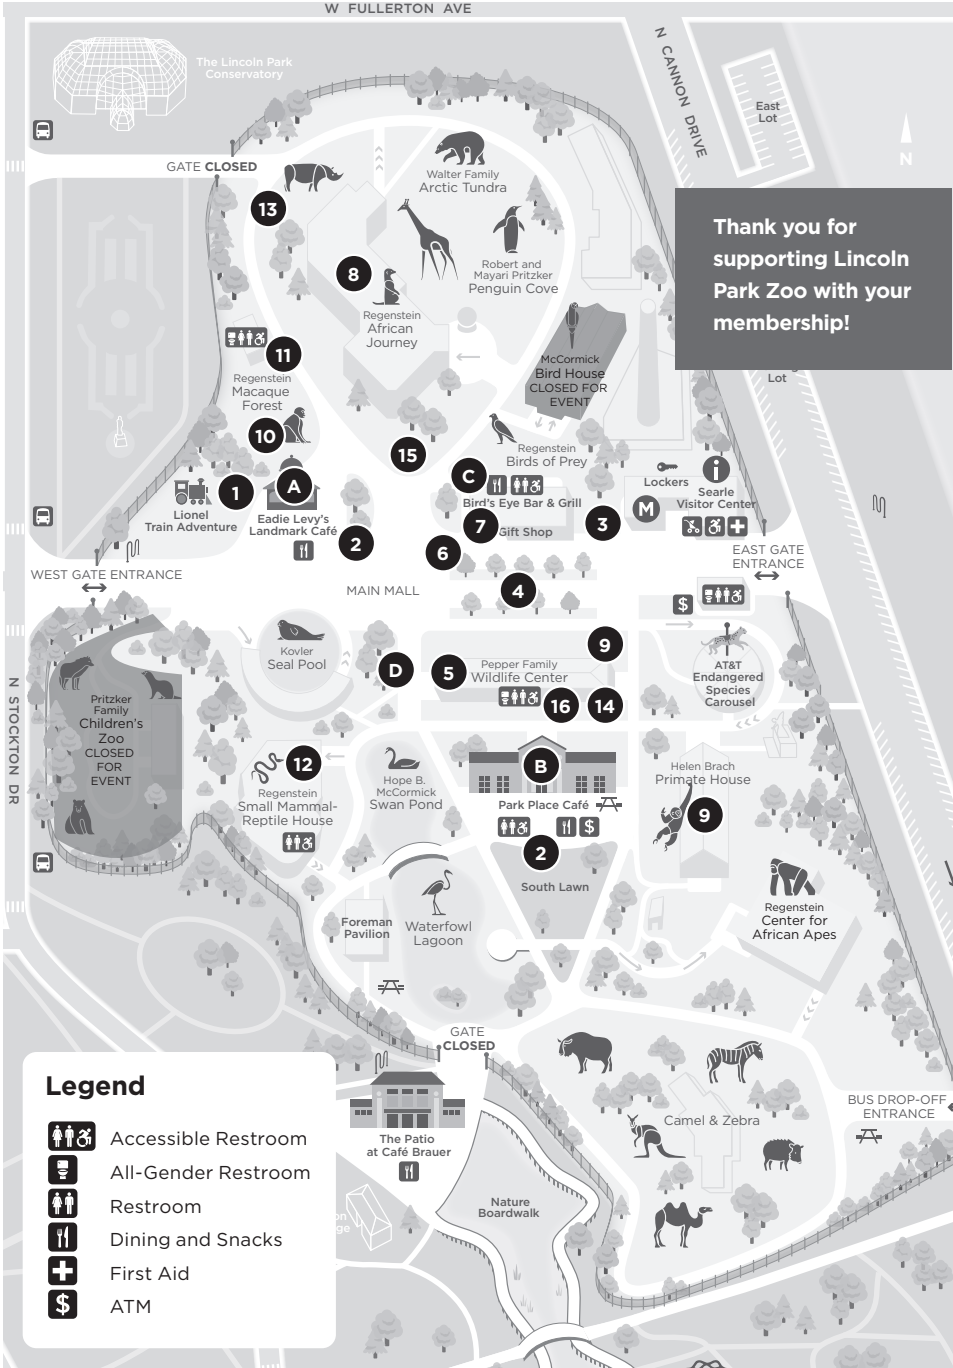 W FULLERTON AVE
N CANNON DRIVE
The Lincoln Park
Conservatory
East
Lot
N
GATE CLOSED
Walter Family
Arctic Tundra
13
Thank you for
supporting Lincoln
Park Zoo with your
membership!
8
Robert and
Mayari Pritzker
Penguin Cove
Regenstein
African
Journey
11
McCormick
Bird House
CLOSED FOR
EVENT
Lot
Regenstein
Macaque
Forest
10
15
Regenstein
Birds of Prey
C
Lockers
i
Searle
Visitor Center
M
1
A
Bird's Eye Bar & Grill
Lionel
Train Adventure
Eadie Levy's
Landmark Café
2
7
Gift Shop
3
6
EAST GATE
ENTRANCE
WEST GATE ENTRANCE
MAIN MALL
4
$
Kovler
Seal Pool
D
5
Pepper Family
Wildlife Center
9
16
14
AT&T
Endangered
Species
Carousel
N STOCKTON DR
Pritzker
Family
Children's
Zoo
CLOSED
FOR
EVENT
12
Regenstein
Small Mammal-
Reptile House
Hope B.
McCormick
Swan Pond
B
Park Place Café
$
2
South Lawn
Helen Brach
Primate House
9
Foreman
Pavilion
Waterfowl
Lagoon
Regenstein
Center for
African Apes
GATE
CLOSED
The Patio
at Café Brauer
Camel & Zebra
BUS DROP-OFF
ENTRANCE
Nature
Boardwalk
Legend
Accessible Restroom
All-Gender Restroom
Restroom
Dining and Snacks
First Aid
$ ATM